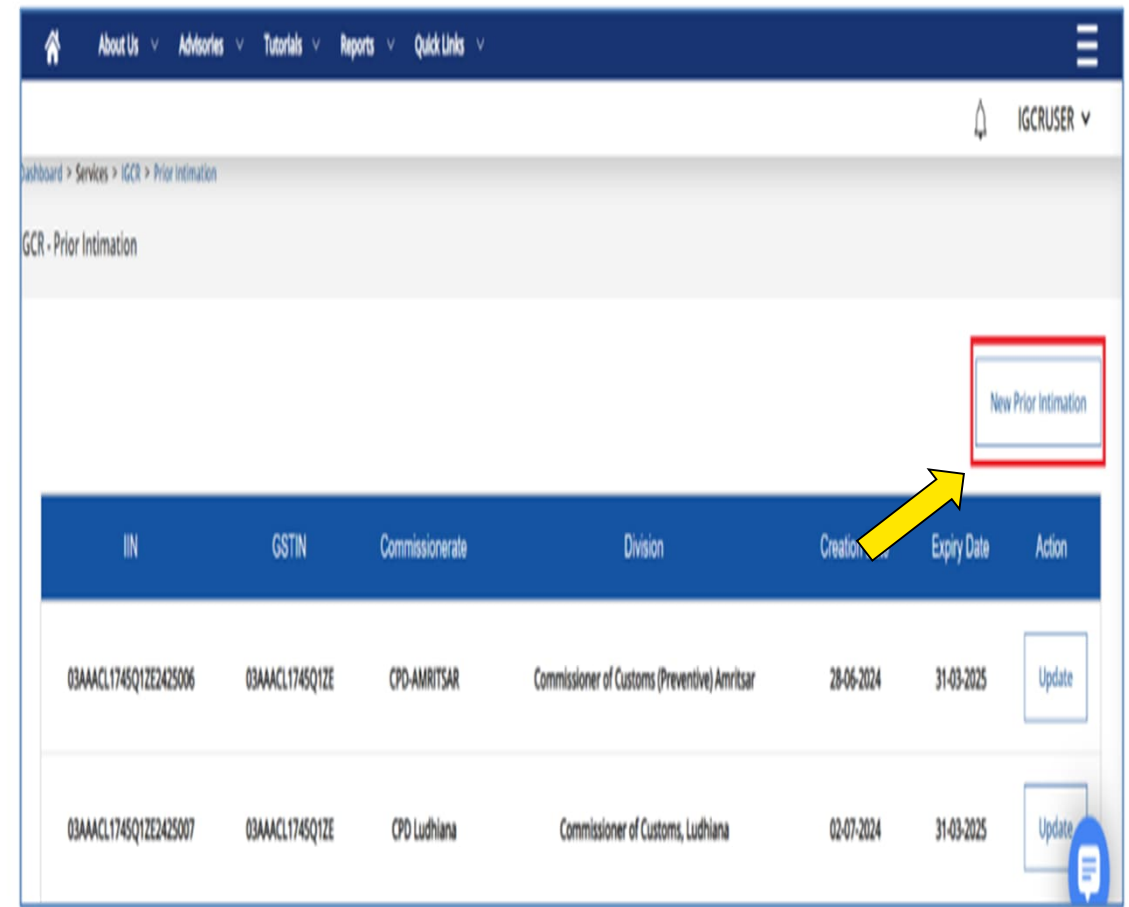 About Us Advisories Tutorials Reports Quick Links
IGCRUSER
Dashboard > Services > IGCR > Prior Intimation
GCR - Prior Intimation
New Prior Intimation
IIN GSTIN Commissionerate Division Creation Expiry Date Action
03AAACL1745Q1ZE2425006 03AAACL1745Q1ZE CPD-AMRITSAR Commissioner of Customs (Preventive) Amritsar 28-06-2024 31-03-2025 Update
03AAACL1745Q1ZE2425007 03AAACL1745Q1ZE CPD Ludhiana Commissioner of Customs, Ludhiana 02-07-2024 31-03-2025 Update